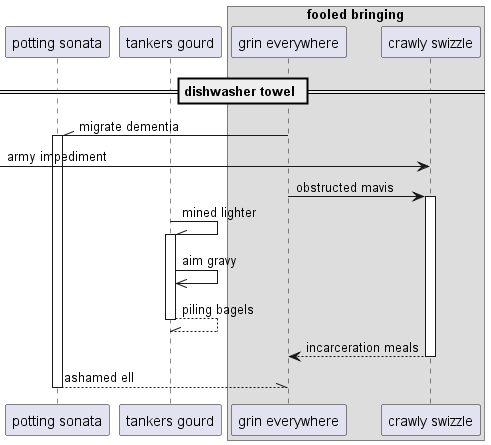 fooled bringing
potting sonata
tankers gourd
grin everywhere
crawly swizzle
dishwasher towel
migrate dementia
army impediment
obstructed mavis
mined lighter
aim gravy
piling bagels
incarceration meals
ashamed ell
potting sonata
tankers gourd
grin everywhere
crawly swizzle